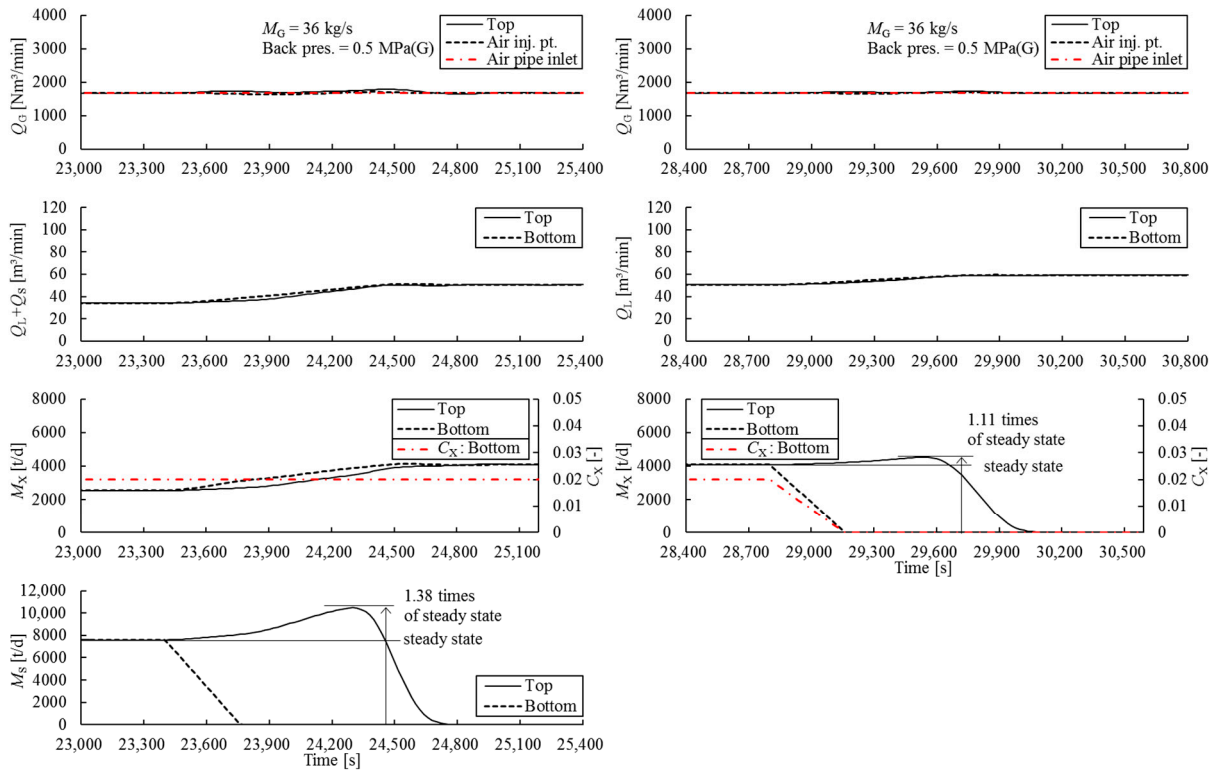 M_G = 36 kg/s
Back pres. = 0.5 MPa(G)
Top
Air inj. pt.
Air pipe inlet
Q_G [Nm³/min]
4000
3000
2000
1000
0
23,000 23,300 23,600 23,900 24,200 24,500 24,800 25,100 25,400
M_G = 36 kg/s
Back pres. = 0.5 MPa(G)
Top
Air inj. pt.
Air pipe inlet
Q_G [Nm³/min]
4000
3000
2000
1000
0
28,400 28,700 29,000 29,300 29,600 29,900 30,200 30,500 30,800
Top
Bottom
Q_L+Q_S [m³/min]
120
100
80
60
40
20
0
23,000 23,300 23,600 23,900 24,200 24,500 24,800 25,100 25,400
Top
Bottom
Q_L [m³/min]
120
100
80
60
40
20
0
28,400 28,700 29,000 29,300 29,600 29,900 30,200 30,500 30,800
Top
Bottom
C_X : Bottom
M_X [t/d]
8000
6000
4000
2000
0
C_X [-]
0.05
0.04
0.03
0.02
0.01
0
23,000 23,300 23,600 23,900 24,200 24,500 24,800 25,100
Top
Bottom
C_X : Bottom
1.11 times
of steady state
steady state
M_X [t/d]
8000
6000
4000
2000
0
C_X [-]
0.05
0.04
0.03
0.02
0.01
0
28,400 28,700 29,000 29,300 29,600 29,900 30,200 30,500
Time [s]
1.38 times
of steady state
steady state
Top
Bottom
M_S [t/d]
12,000
10,000
8000
6000
4000
2000
0
23,000 23,300 23,600 23,900 24,200 24,500 24,800 25,100 25,400
Time [s]